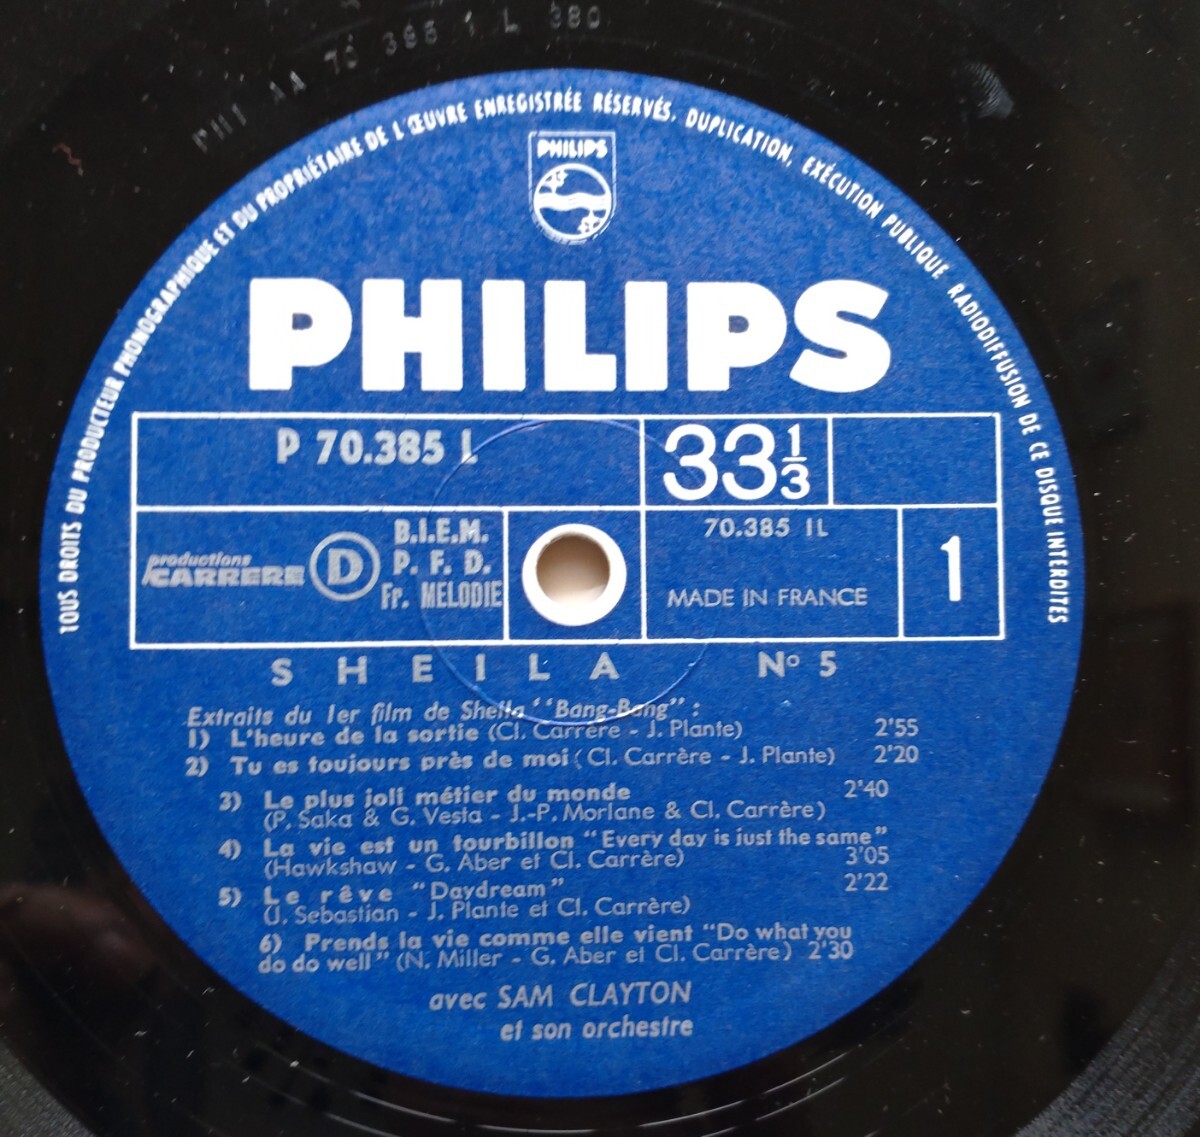 PHI AA 70 385 1 L 380
TOUS DROITS DU PRODUCTEUR PHONOGRAPHIQUE ET DU PROPRIÉTAIRE DE L'ŒUVRE ENREGISTRÉE RÉSERVÉS. DUPLICATION, EXÉCUTION PUBLIQUE RADIODIFFUSION DE CE DISQUE INTERDITES
PHILIPS
PHILIPS
P 70.385 L
33 1/3
productions
CARRERE
D
B.I.E.M.
P. F. D.
Fr. MELODIE
70.385 1L
MADE IN FRANCE
1
SHEILA N° 5
Extraits du 1er film de Sheila "Bang-Bang" :
1) L'heure de la sortie (Cl. Carrère - J. Plante) 2'55
2) Tu es toujours près de moi (Cl. Carrère - J. Plante) 2'20
3) Le plus joli métier du monde 2'40
(P. Saka & G. Vesta - J.-P. Morlane & Cl. Carrère)
4) La vie est un tourbillon "Every day is just the same"
(Hawkshaw - G. Aber et Cl. Carrère) 3'05
5) Le rêve "Daydream" 2'22
(J. Sebastian - J. Plante et Cl. Carrère)
6) Prends la vie comme elle vient "Do what you
do do well" (N. Miller - G. Aber et Cl. Carrère) 2'30
avec SAM CLAYTON
et son orchestre